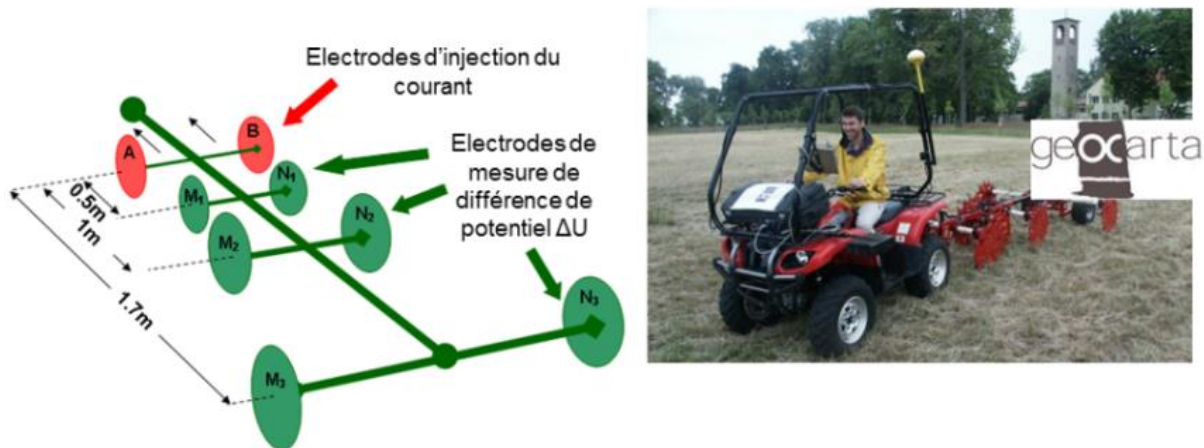 Electrodes d'injection du
courant
Electrodes de
mesure de
différence de
potentiel ΔU
A
B
M₁
N₁
M₂
N₂
M₃
N₃
0.5m
1m
1.7m
geocarta